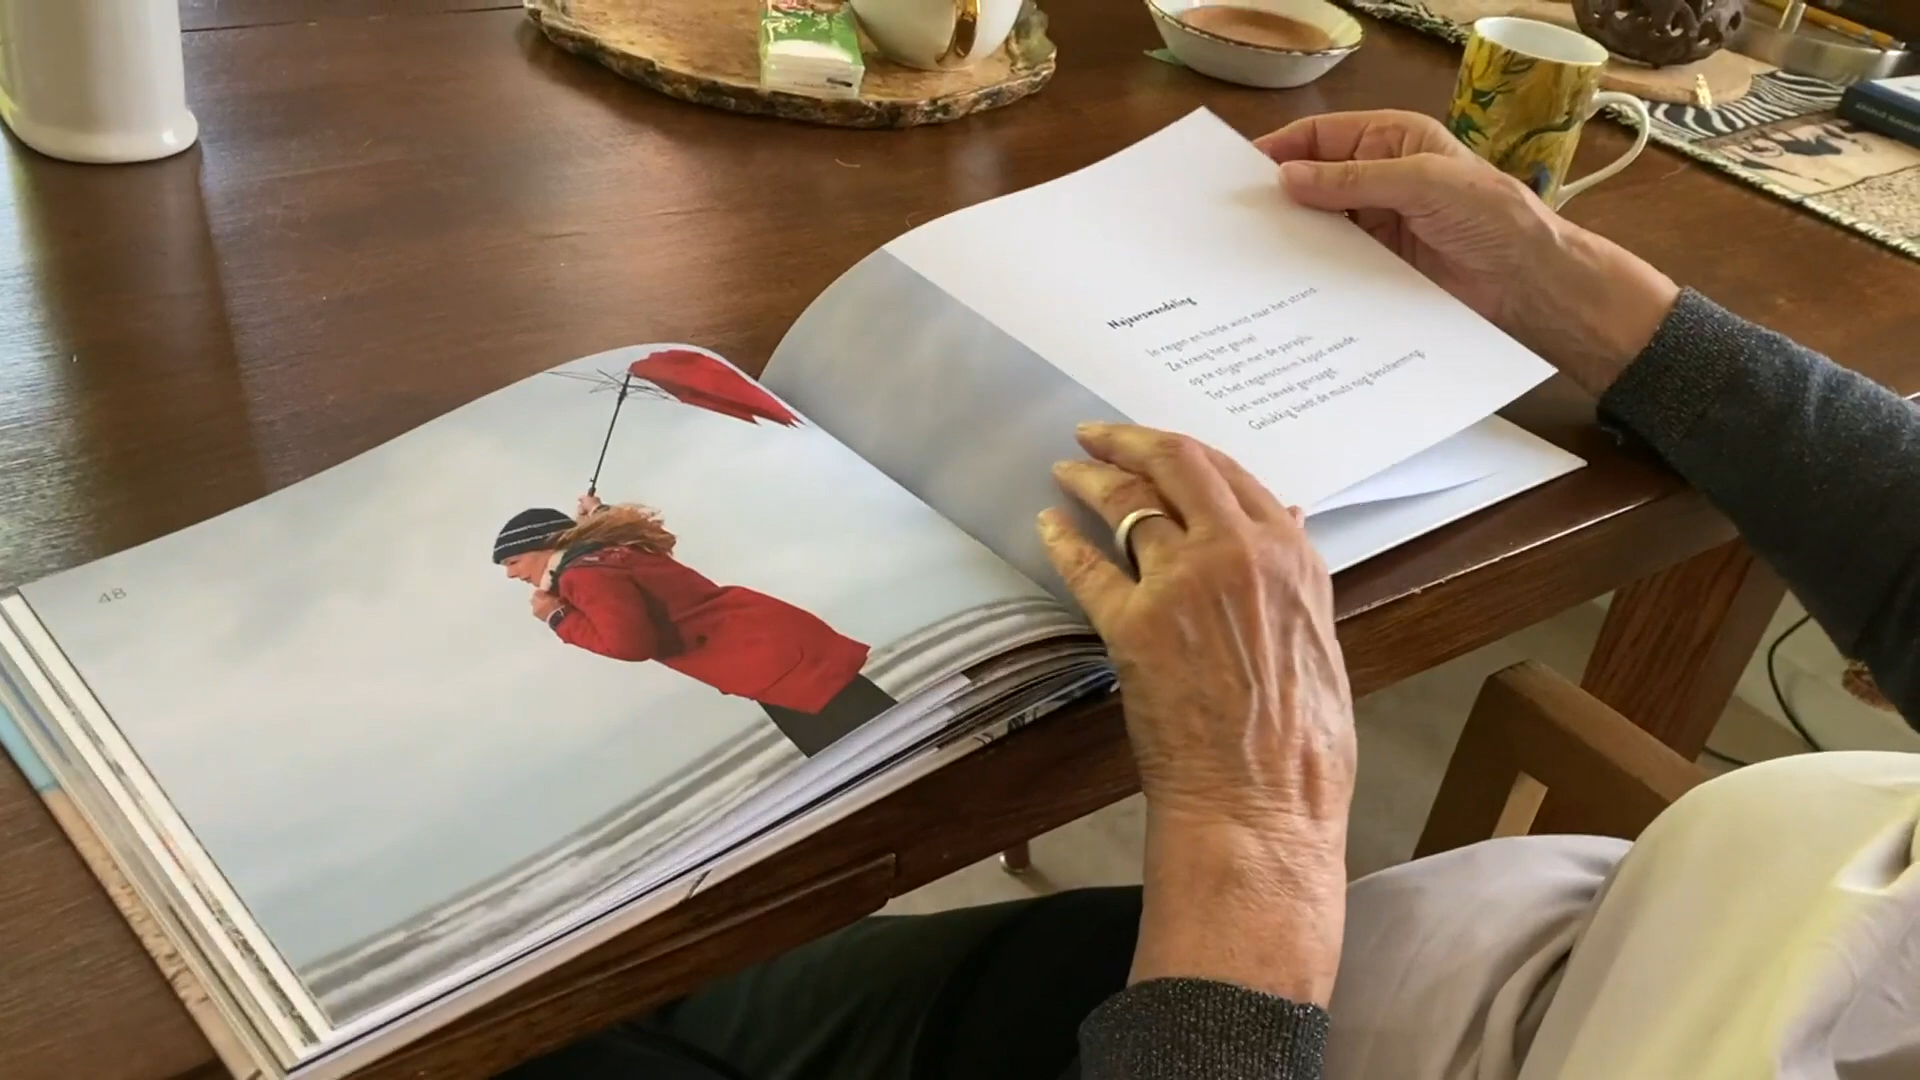 48
Najaarswandeling
In regen en harde wind naar het strand.
Ze kreeg het gevoel
op te stijgen met de paraplu.
Tot het regenscherm kapot waaide.
Het was teveel gevraagd.
Gelukkig biedt de muts nog bescherming.